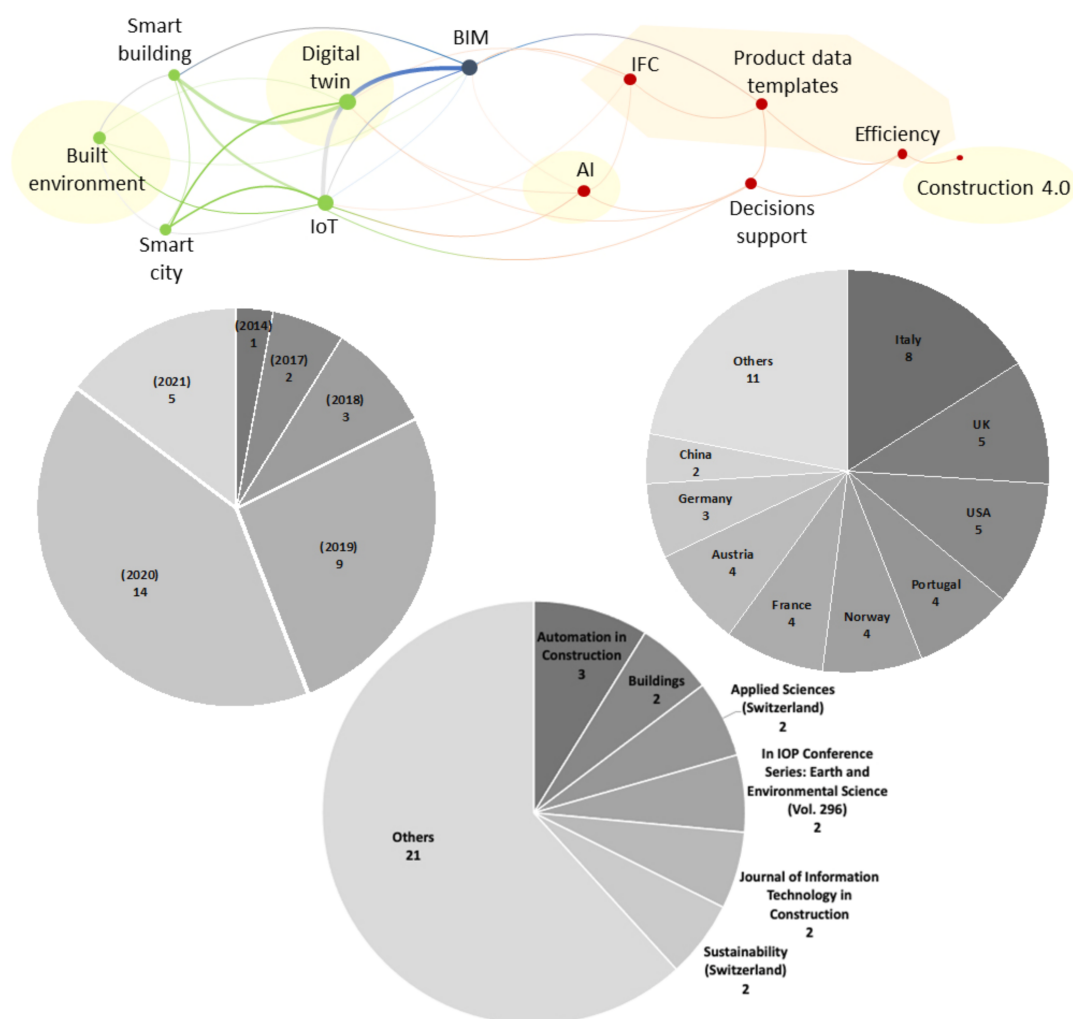 Smart
building
Digital
twin
BIM
IFC
Product data
templates
Efficiency
Construction 4.0
Built
environment
AI
Decisions
support
IoT
Smart
city
(2014)
1
(2017)
2
(2018)
3
(2019)
9
(2020)
14
(2021)
5
Italy
8
UK
5
USA
5
Portugal
4
Norway
4
France
4
Austria
4
Germany
3
China
2
Others
11
Automation in
Construction
3
Buildings
2
Applied Sciences
(Switzerland)
2
In IOP Conference
Series: Earth and
Environmental Science
(Vol. 296)
2
Journal of Information
Technology in
Construction
2
Sustainability
(Switzerland)
2
Others
21